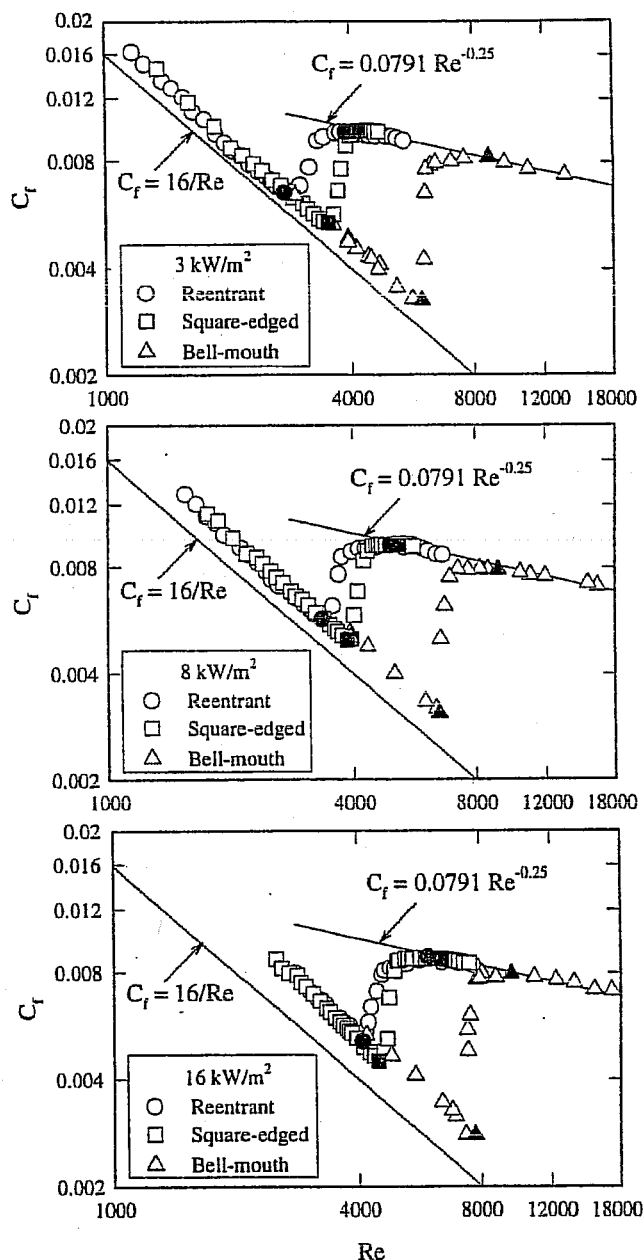 0.02
0.016
0.010
0.008
0.004
0.002
C_f
C_f = 0.0791 Re^-0.25
C_f = 16/Re
3 kW/m²
Reentrant
Square-edged
Bell-mouth
1000 4000 8000 12000 18000
0.02
0.016
0.010
0.008
0.004
0.002
C_f
C_f = 0.0791 Re^-0.25
C_f = 16/Re
8 kW/m²
Reentrant
Square-edged
Bell-mouth
1000 4000 8000 12000 18000
0.02
0.016
0.010
0.008
0.004
0.002
C_f
C_f = 0.0791 Re^-0.25
C_f = 16/Re
16 kW/m²
Reentrant
Square-edged
Bell-mouth
1000 4000 8000 12000 18000
Re